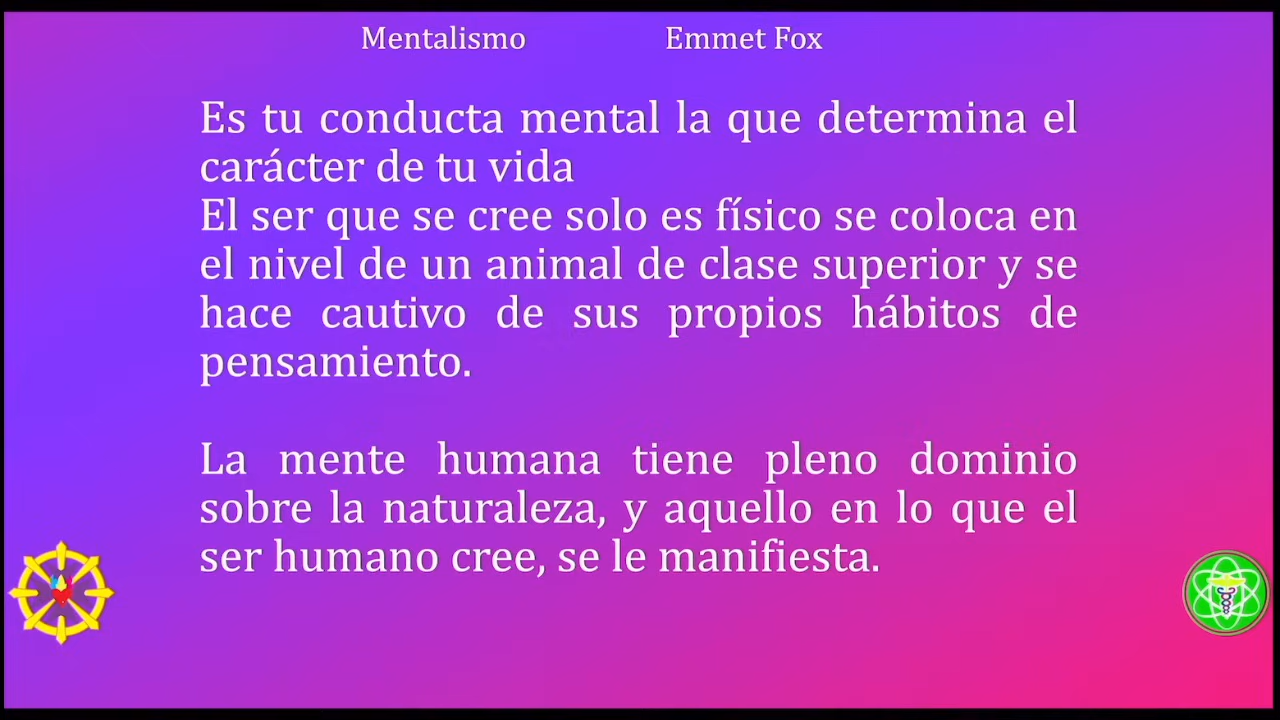 Mentalismo Emmet Fox
Es tu conducta mental la que determina el
carácter de tu vida
El ser que se cree solo es físico se coloca en
el nivel de un animal de clase superior y se
hace cautivo de sus propios hábitos de
pensamiento.
La mente humana tiene pleno dominio
sobre la naturaleza, y aquello en lo que el
ser humano cree, se le manifiesta.